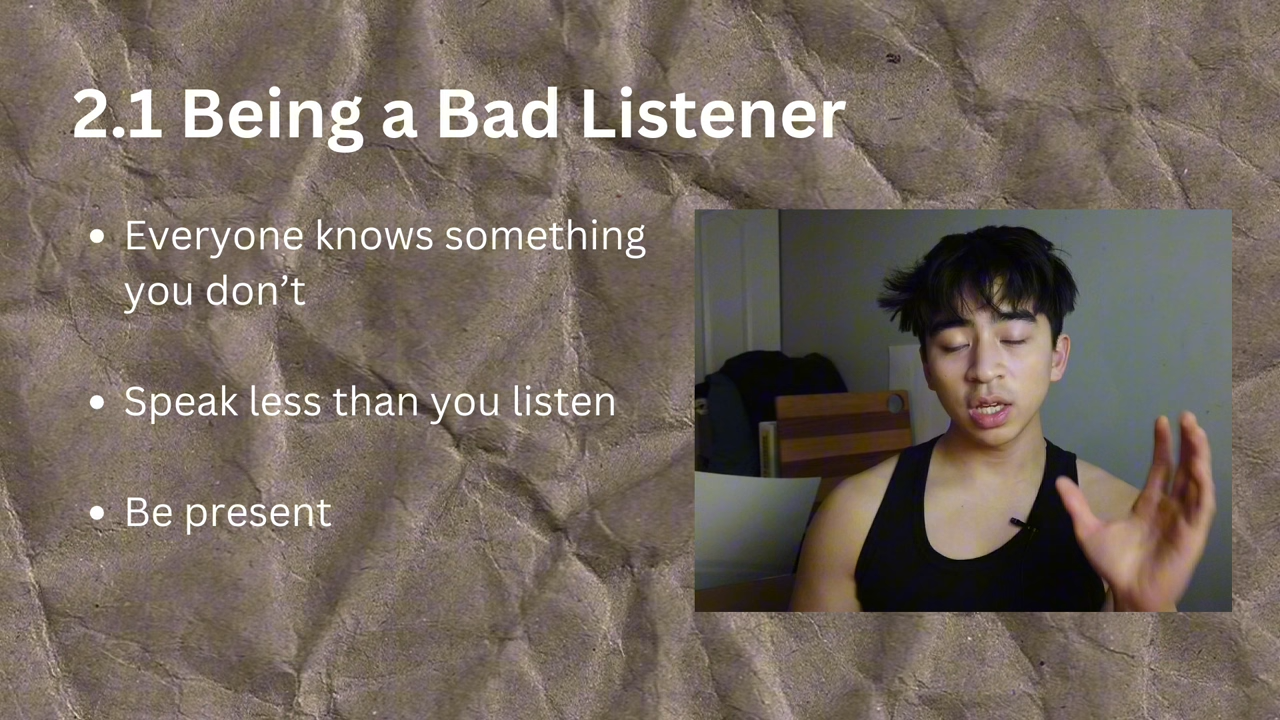 2.1 Being a Bad Listener
• Everyone knows something
you don’t
• Speak less than you listen
• Be present